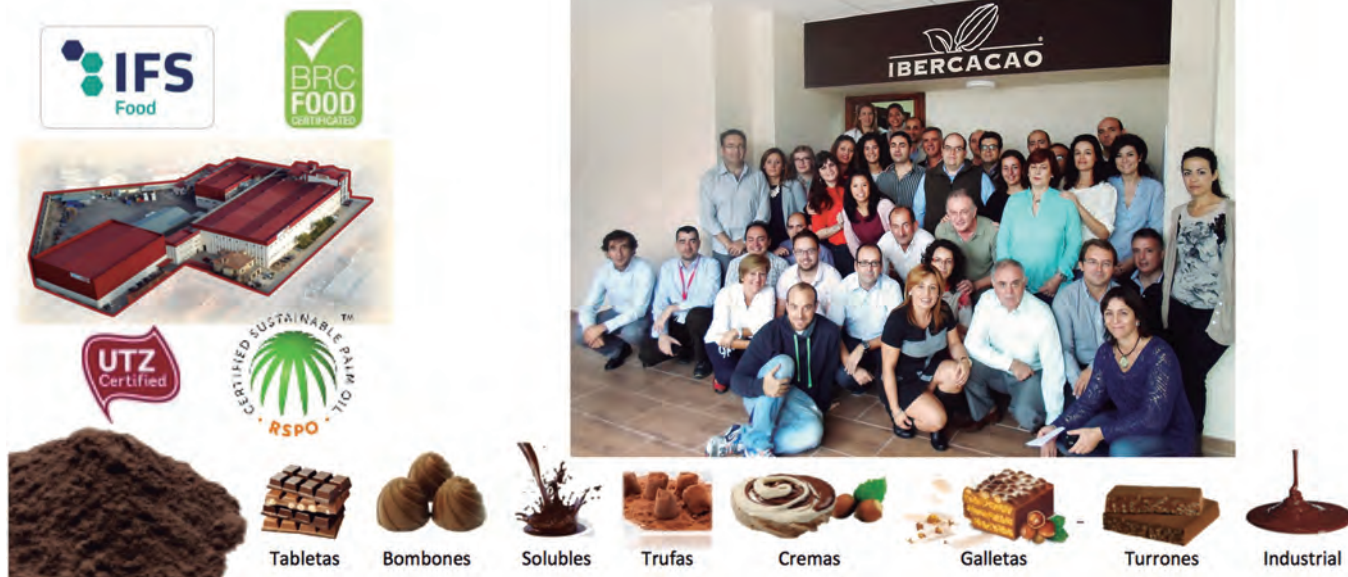 IFS
Food
BRC
FOOD
CERTIFICATED
IBERCACAO®
UTZ
Certified
CERTIFIED SUSTAINABLE PALM OIL ™
· RSPO ·
Tabletas
Bombones
Solubles
Trufas
Cremas
Galletas
-
Turrones
Industrial